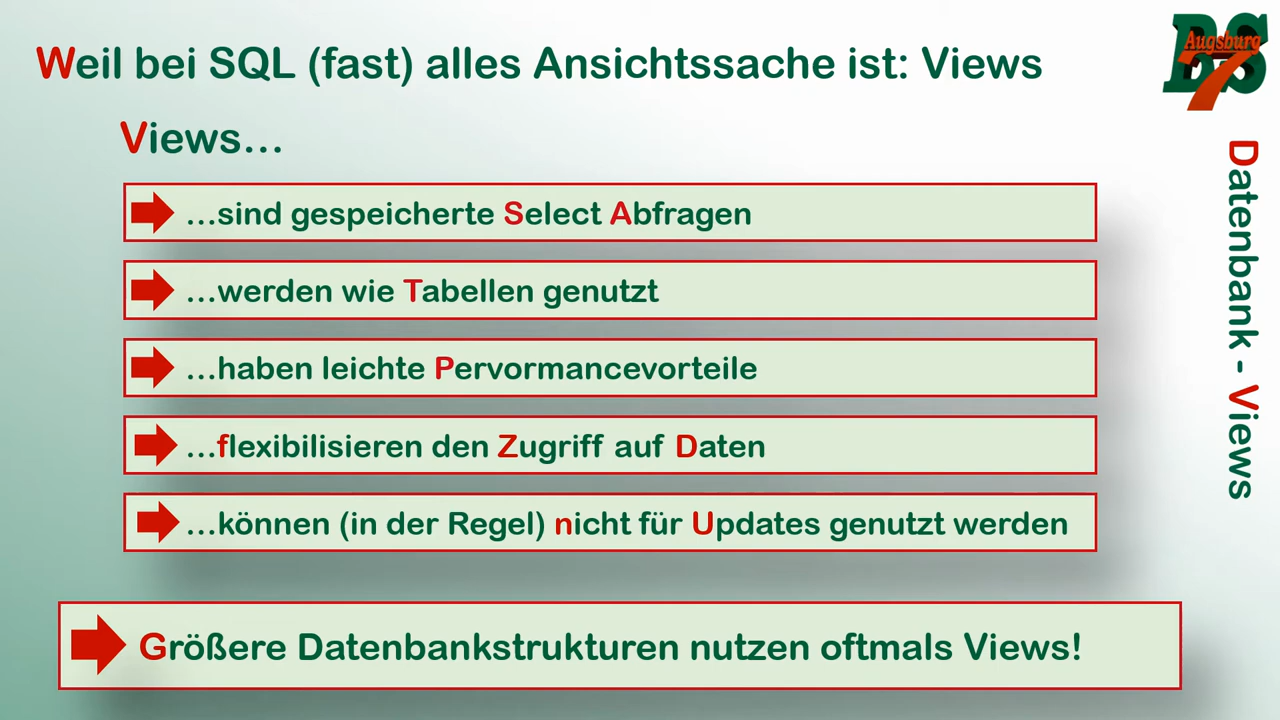 Weil bei SQL (fast) alles Ansichtssache ist: Views
BS
Augsburg
7
Views...
...sind gespeicherte Select Abfragen
...werden wie Tabellen genutzt
...haben leichte Pervormancevorteile
...flexibilisieren den Zugriff auf Daten
...können (in der Regel) nicht für Updates genutzt werden
Größere Datenbankstrukturen nutzen oftmals Views!
Datenbank - Views